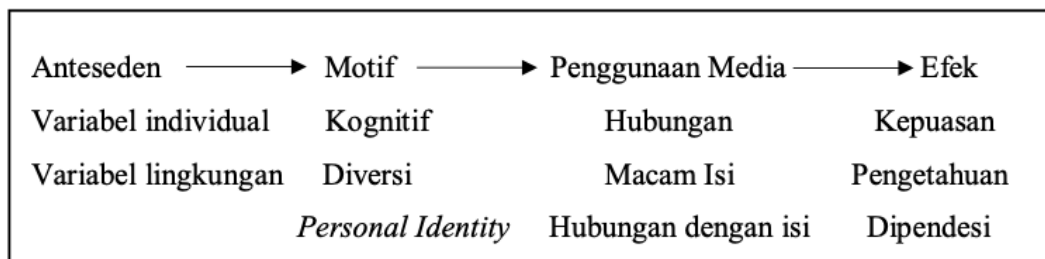 Anteseden Motif Penggunaan Media Efek
Variabel individual Kognitif Hubungan Kepuasan
Variabel lingkungan Diversi Macam Isi Pengetahuan
Personal Identity Hubungan dengan isi Dipendesi